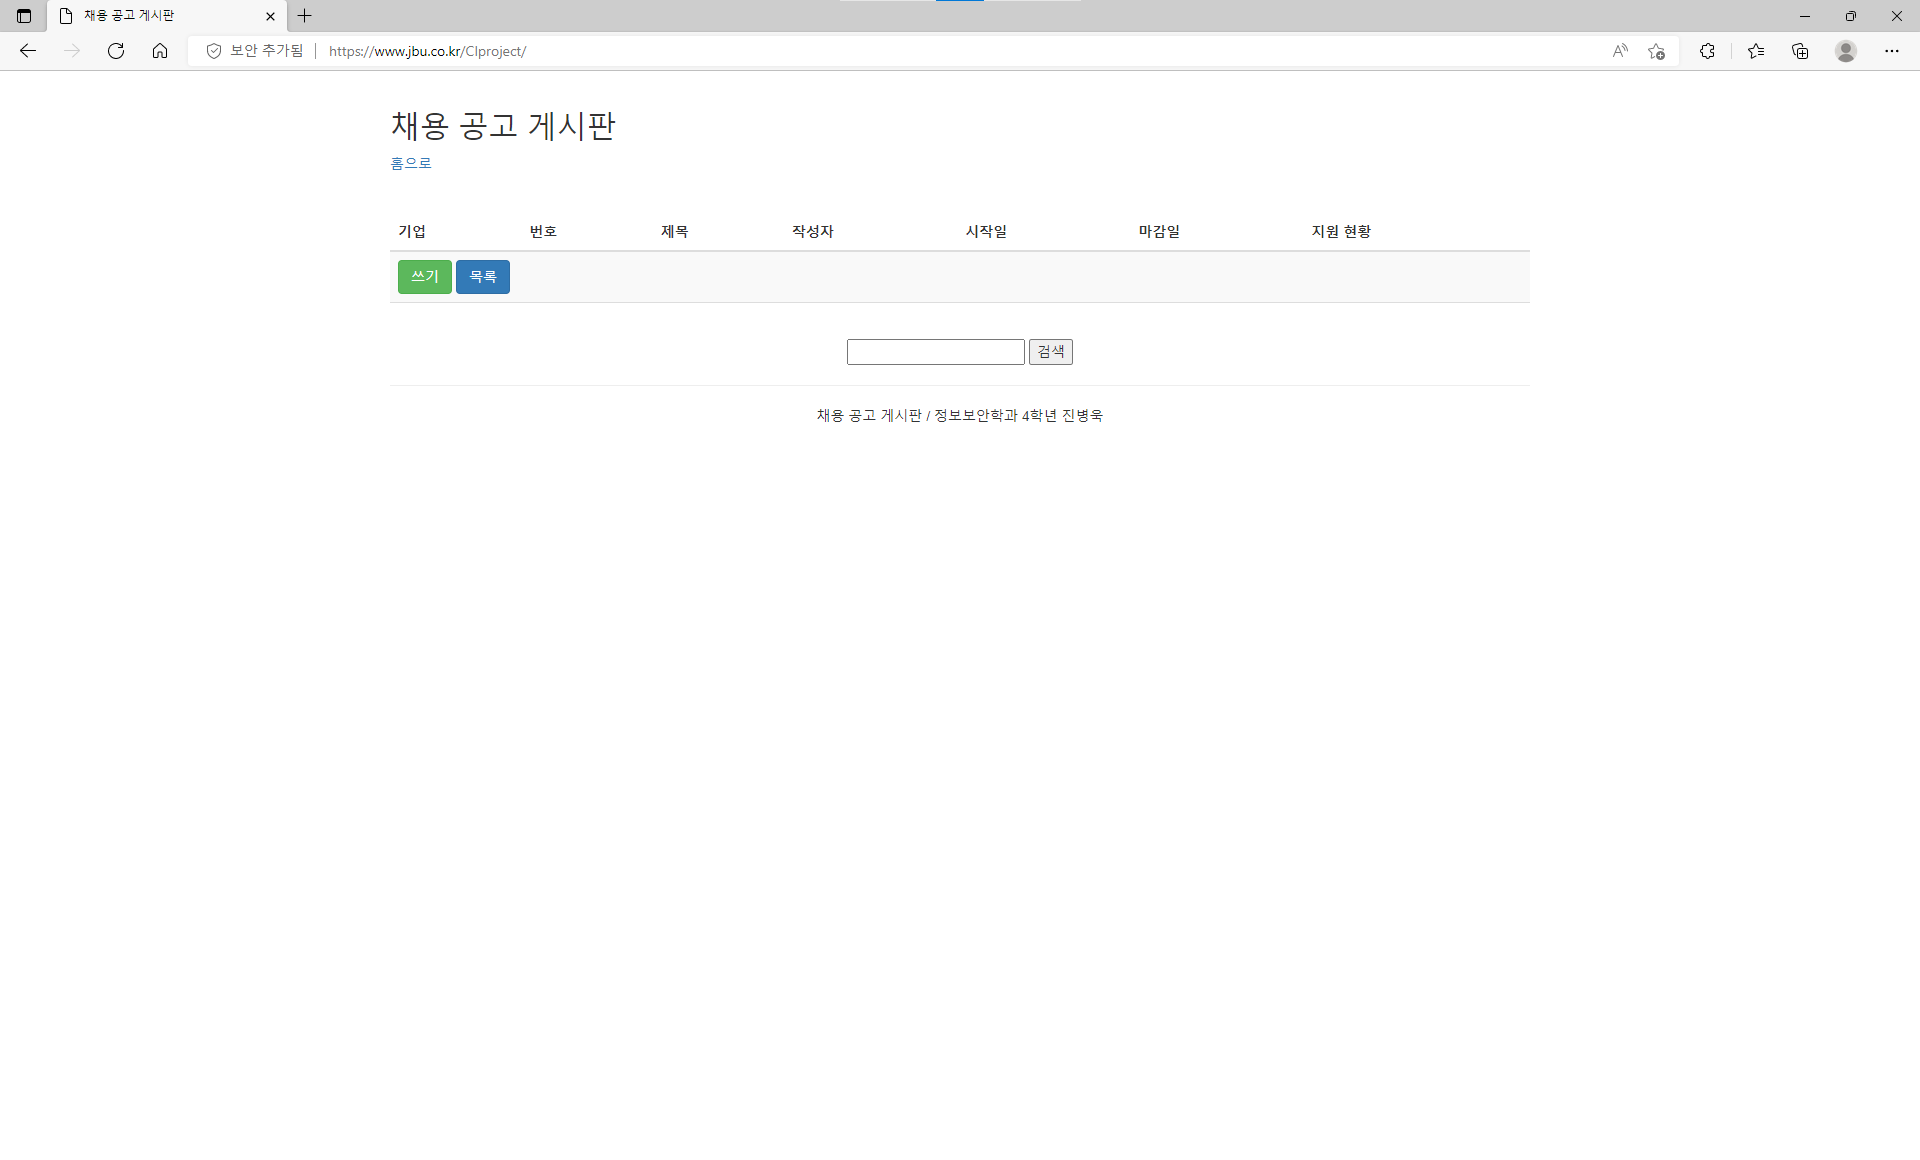 채용 공고 게시판
보안 추가됨 https://www.jbu.co.kr/CIproject/
채용 공고 게시판
홈으로
기업 번호 제목 작성자 시작일 마감일 지원 현황
쓰기 목록
검색
채용 공고 게시판 / 정보보안학과 4학년 진병욱